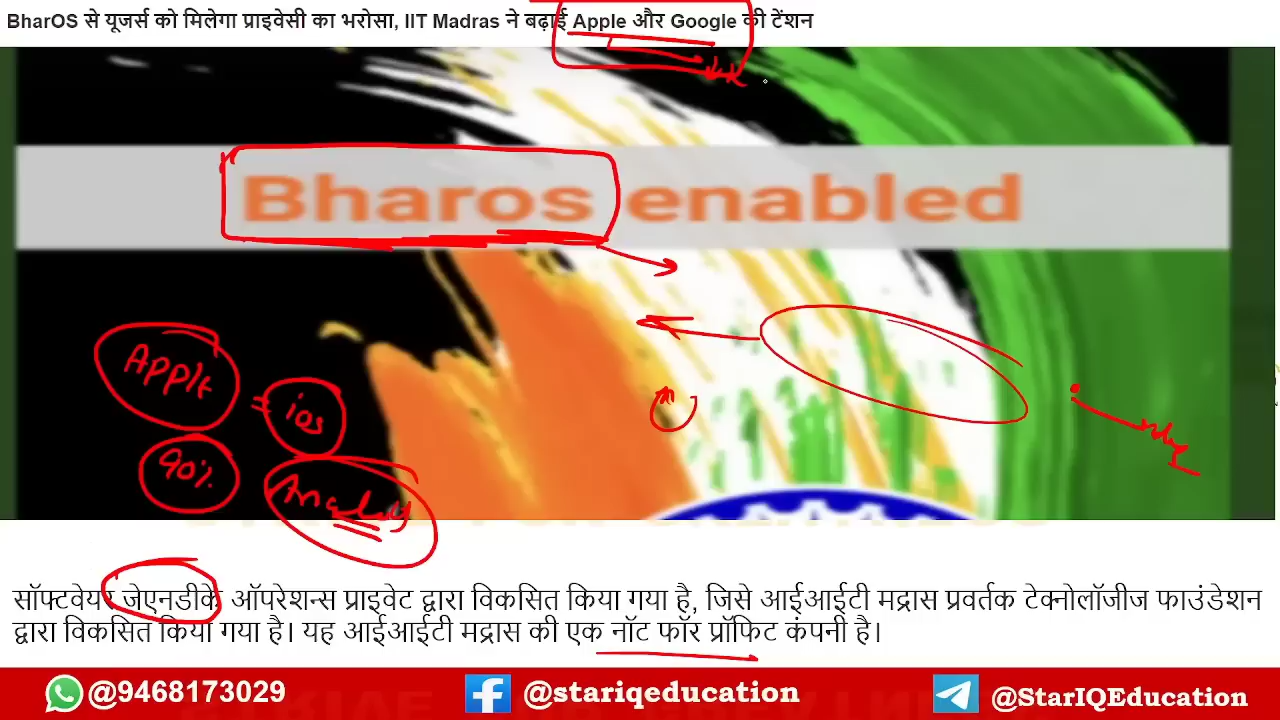 BharOS से यूजर्स को मिलेगा प्राइवेसी का भरोसा, IIT Madras ने बढ़ाई Apple और Google की टेंशन
Bharos enabled
Apple
= ios
90%
सॉफ्टवेयर जेएनडीके ऑपरेशन्स प्राइवेट द्वारा विकसित किया गया है, जिसे आईआईटी मद्रास प्रवर्तक टेक्नोलॉजीज फाउंडेशन
द्वारा विकसित किया गया है। यह आईआईटी मद्रास की एक नॉट फॉर प्रॉफिट कंपनी है।
@9468173029
@stariqeducation
@StarIQEducation